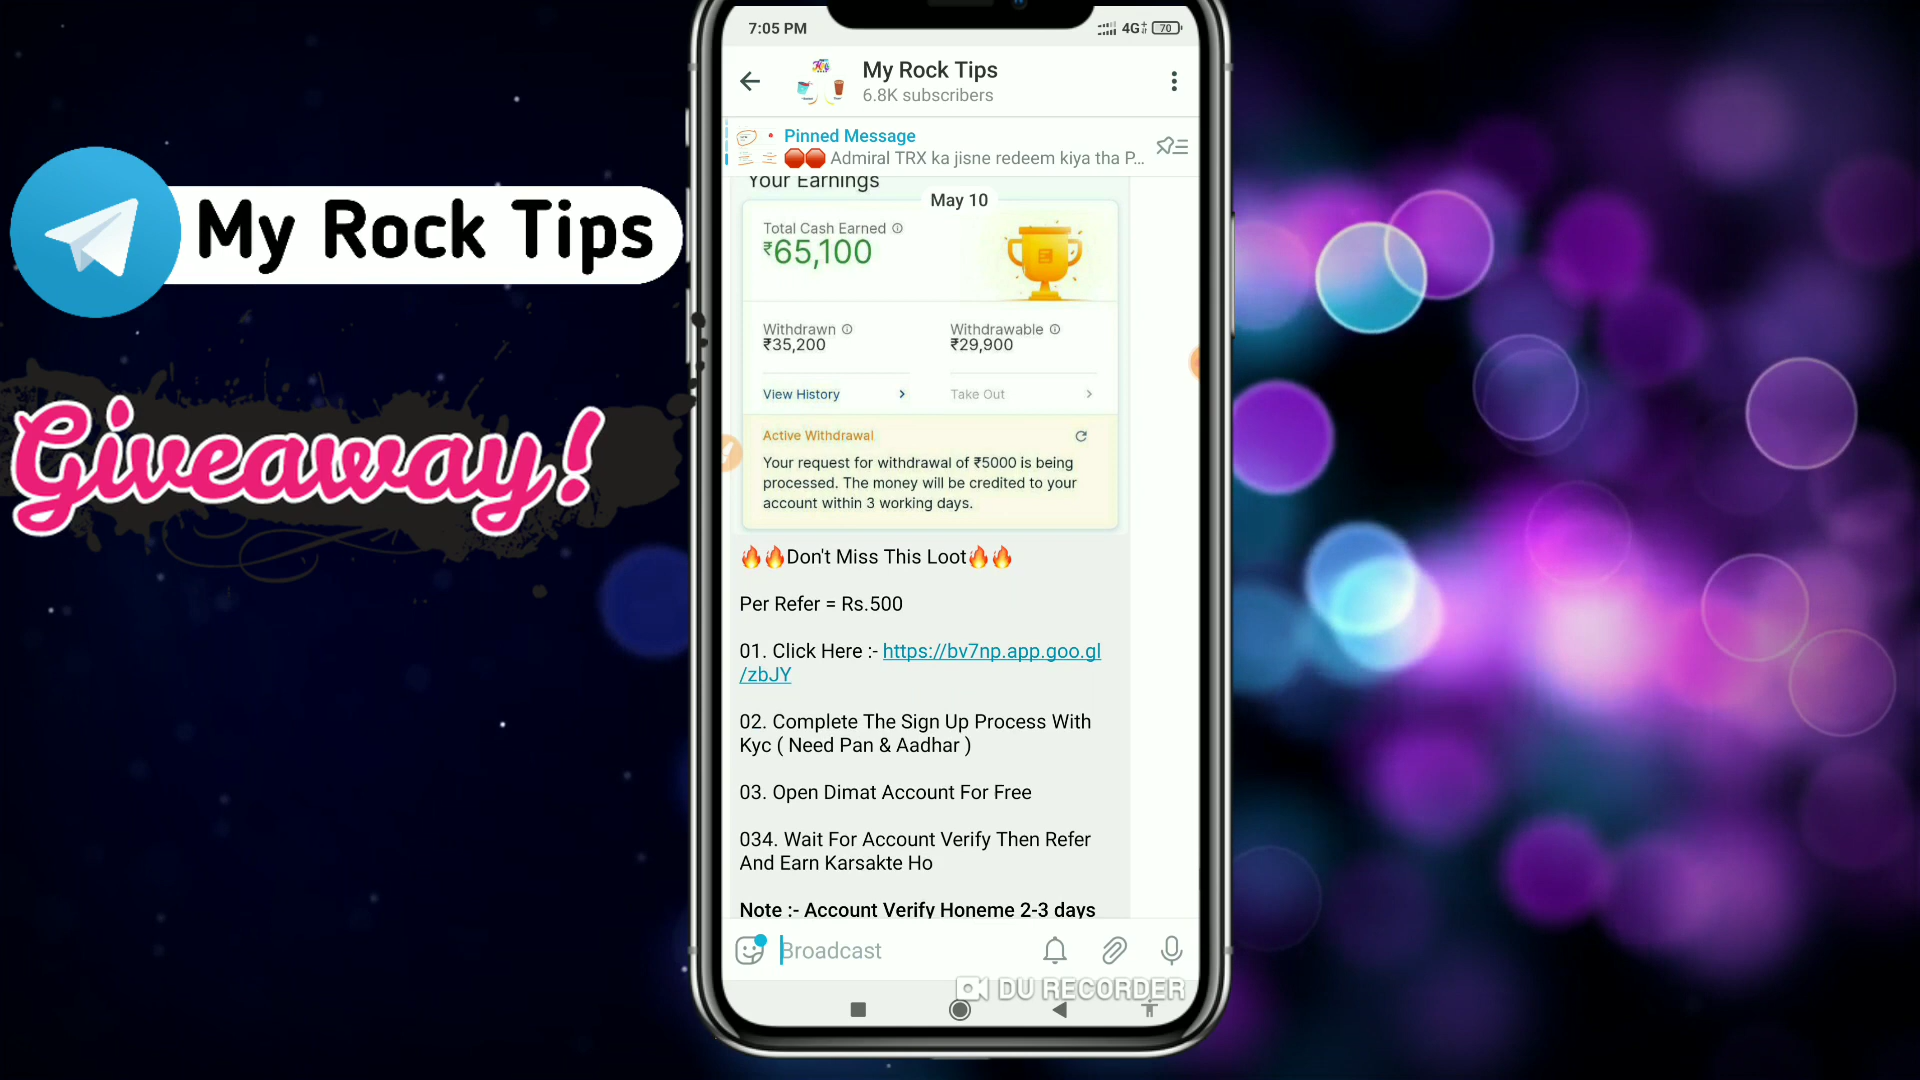 My Rock Tips
Giveaway!
7:05 PM
4G+
70
My Rock Tips
6.8K subscribers
Pinned Message
🛑🛑 Admiral TRX ka jisne redeem kiya tha P...
Your Earnings
May 10
Total Cash Earned
₹65,100
Withdrawn
₹35,200
Withdrawable
₹29,900
View History
Take Out
Active Withdrawal
Your request for withdrawal of ₹5000 is being
processed. The money will be credited to your
account within 3 working days.
🔥🔥Don't Miss This Loot🔥🔥
Per Refer = Rs.500
01. Click Here :- https://bv7np.app.goo.gl
/zbJY
02. Complete The Sign Up Process With
Kyc ( Need Pan & Aadhar )
03. Open Dimat Account For Free
034. Wait For Account Verify Then Refer
And Earn Karsakte Ho
Note :- Account Verify Honeme 2-3 days
Broadcast
DU RECORDER